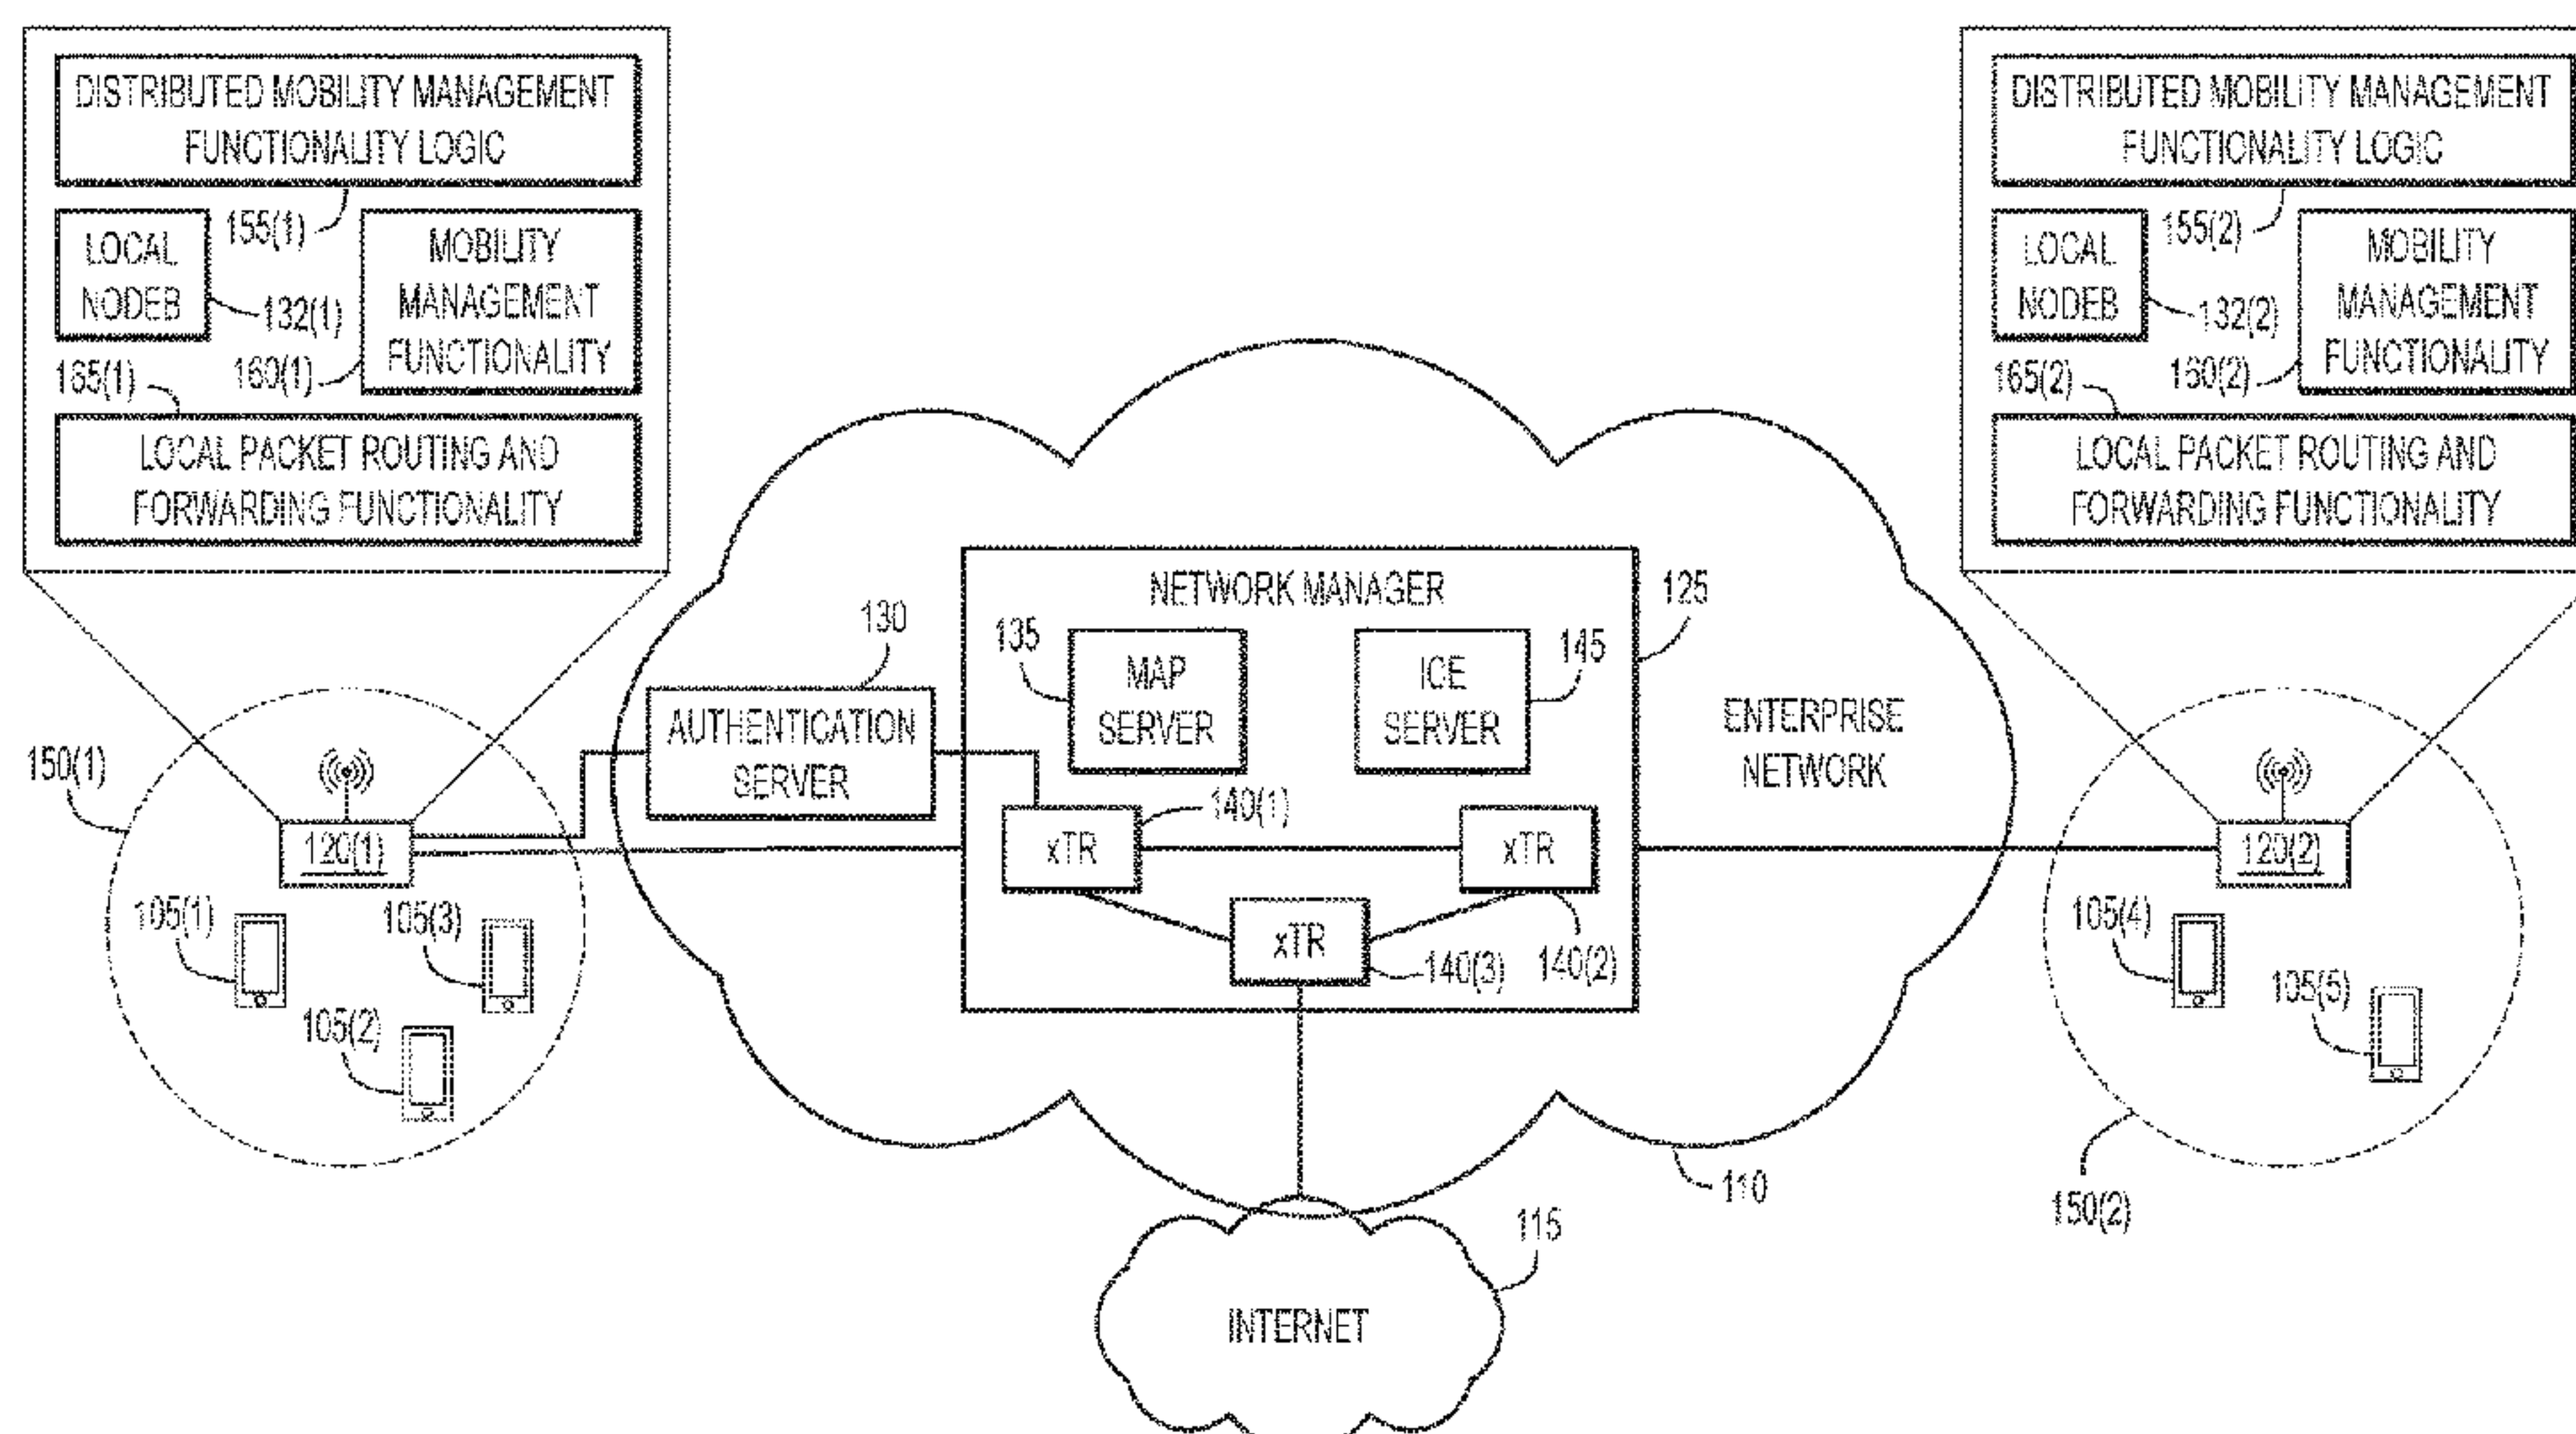 DISTRIBUTED MOBILITY MANAGEMENT
FUNCTIONALITY LOGIC
155(1)
LOCAL
NODEB
132(1)
MOBILITY
MANAGEMENT
FUNCTIONALITY
160(1)
165(1)
LOCAL PACKET ROUTING AND
FORWARDING FUNCTIONALITY
DISTRIBUTED MOBILITY MANAGEMENT
FUNCTIONALITY LOGIC
155(2)
LOCAL
NODEB
132(2)
MOBILITY
MANAGEMENT
FUNCTIONALITY
160(2)
165(2)
LOCAL PACKET ROUTING AND
FORWARDING FUNCTIONALITY
NETWORK MANAGER
125
130
135
MAP
SERVER
ICE
SERVER
145
AUTHENTICATION
SERVER
ENTERPRISE
NETWORK
150(1)
120(1)
140(1)
xTR
xTR
xTR
140(3)
140(2)
120(2)
105(1)
105(3)
105(2)
105(4)
105(5)
110
150(2)
115
INTERNET